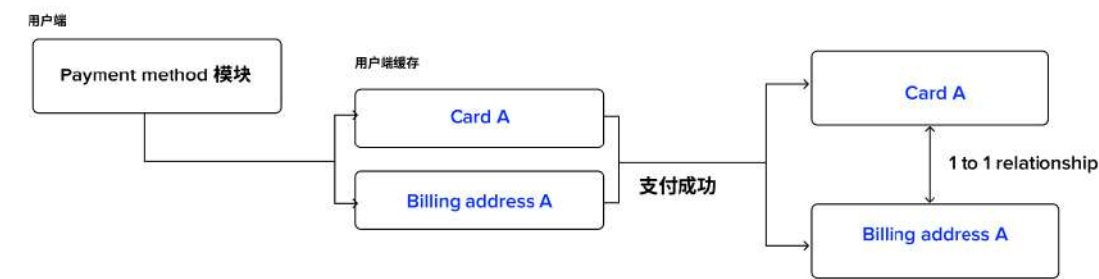 用户端
Payment method 模块
用户端缓存
Card A
Billing address A
支付成功
Card A
1 to 1 relationship
Billing address A